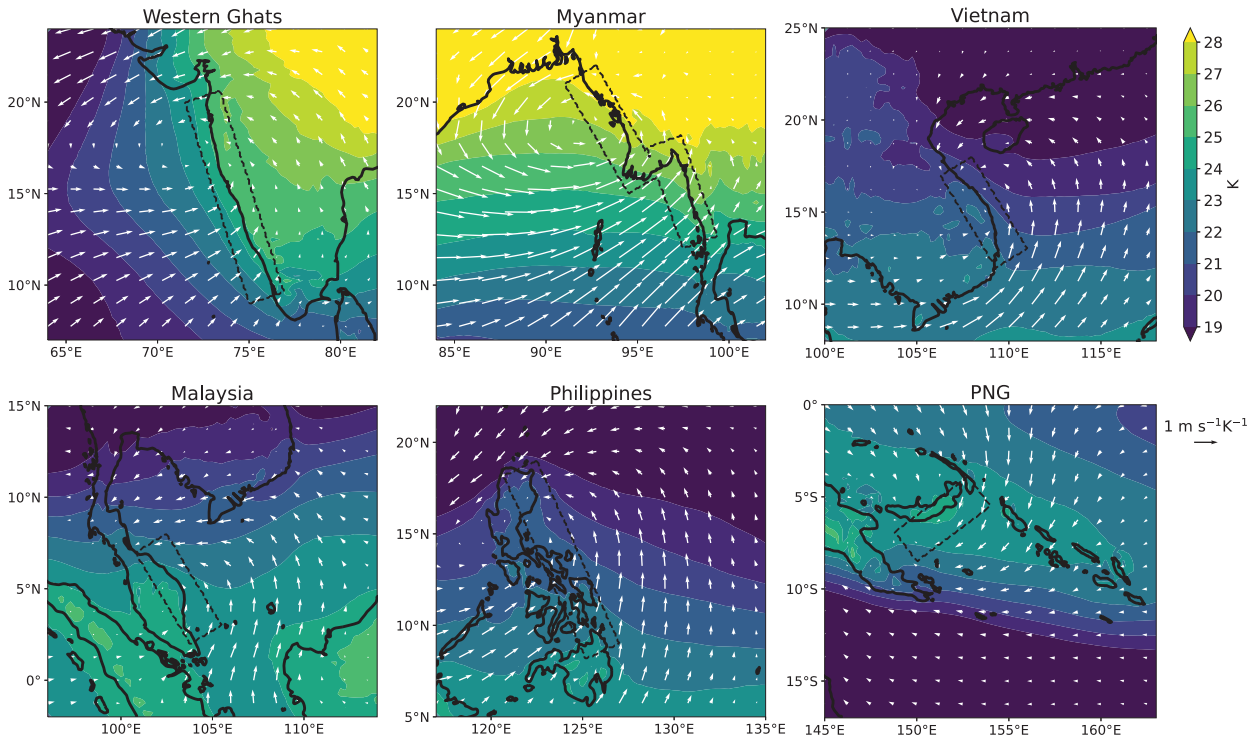 Western Ghats
Myanmar
Vietnam
20°N
15°N
10°N
65°E
70°E
75°E
80°E
20°N
15°N
10°N
85°E
90°E
95°E
100°E
25°N
20°N
15°N
10°N
100°E
105°E
110°E
115°E
28
27
26
25
24
23
22
21
20
19
K
Malaysia
Philippines
PNG
15°N
10°N
5°N
0°
100°E
105°E
110°E
20°N
15°N
10°N
5°N
120°E
125°E
130°E
135°E
0°
5°S
10°S
15°S
145°E
150°E
155°E
160°E
1 m s⁻¹K⁻¹